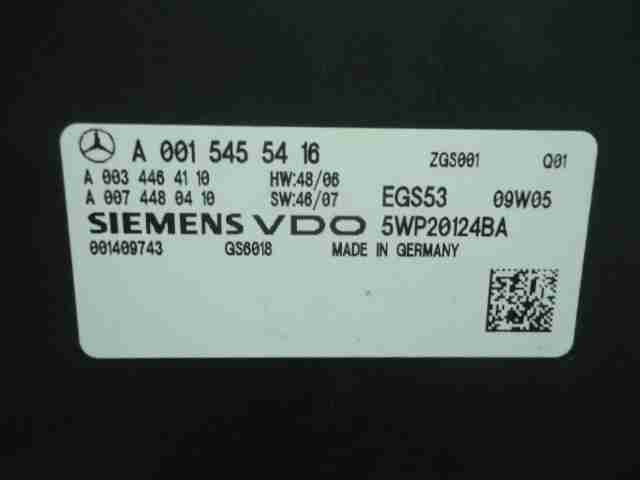 A 001 545 54 16 ZGS001 Q01
A 003 446 41 10 HW:48/06
A 007 448 04 10 SW:46/07 EGS53 09W05
SIEMENS VDO 5WP20124BA
001409743 GS6018 MADE IN GERMANY